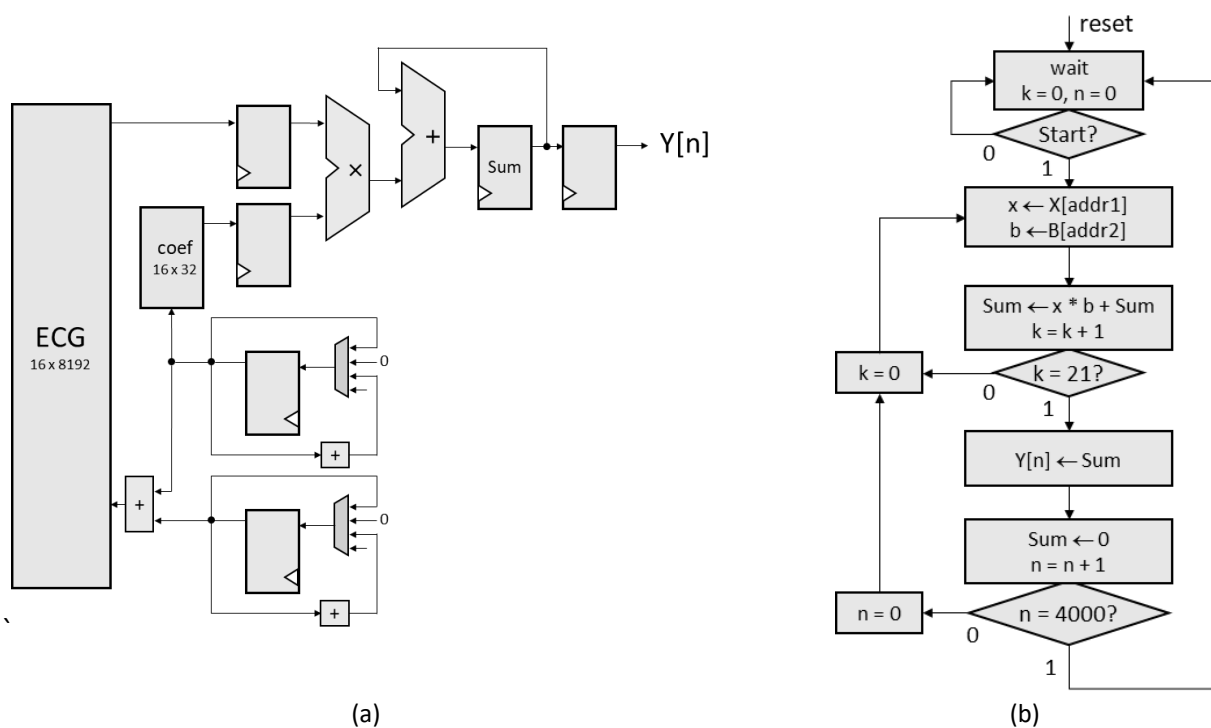 ECG
16 x 8192
coef
16 x 32
×
+
Sum
Y[n]
0
+
+
0
+
`
(a)
reset
wait
k = 0, n = 0
Start?
0
1
x ← X[addr1]
b ←B[addr2]
Sum ← x * b + Sum
k = k + 1
k = 0
k = 21?
0
1
Y[n] ← Sum
Sum ← 0
n = n + 1
n = 0
n = 4000?
0
1
(b)